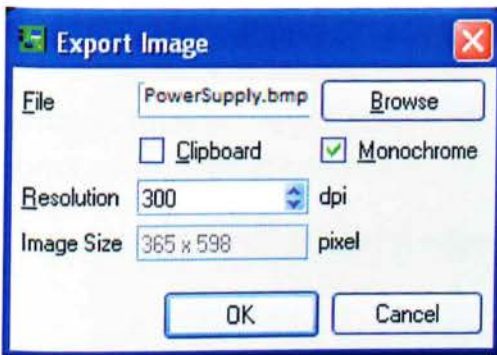 Export Image
File PowerSupply.bmp Browse
Clipboard Monochrome
Resolution 300 dpi
Image Size 365 x 598 pixel
OK Cancel